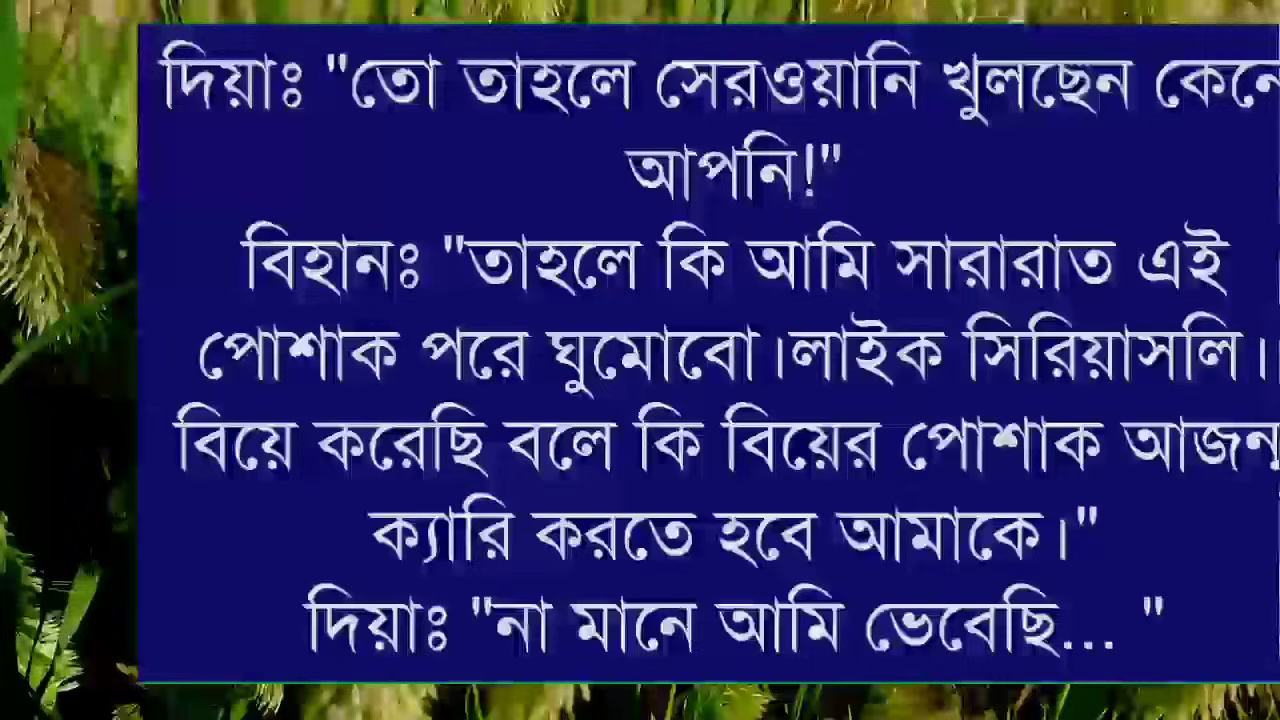 দিয়াঃ "তো তাহলে সেরওয়ানি খুলছেন কেনো
আপনি!"
বিহানঃ "তাহলে কি আমি সারারাত এই
পোশাক পরে ঘুমোবো।লাইক সিরিয়াসলি।
বিয়ে করেছি বলে কি বিয়ের পোশাক আজন্ম
ক্যারি করতে হবে আমাকে।"
দিয়াঃ "না মানে আমি ভেবেছি... "